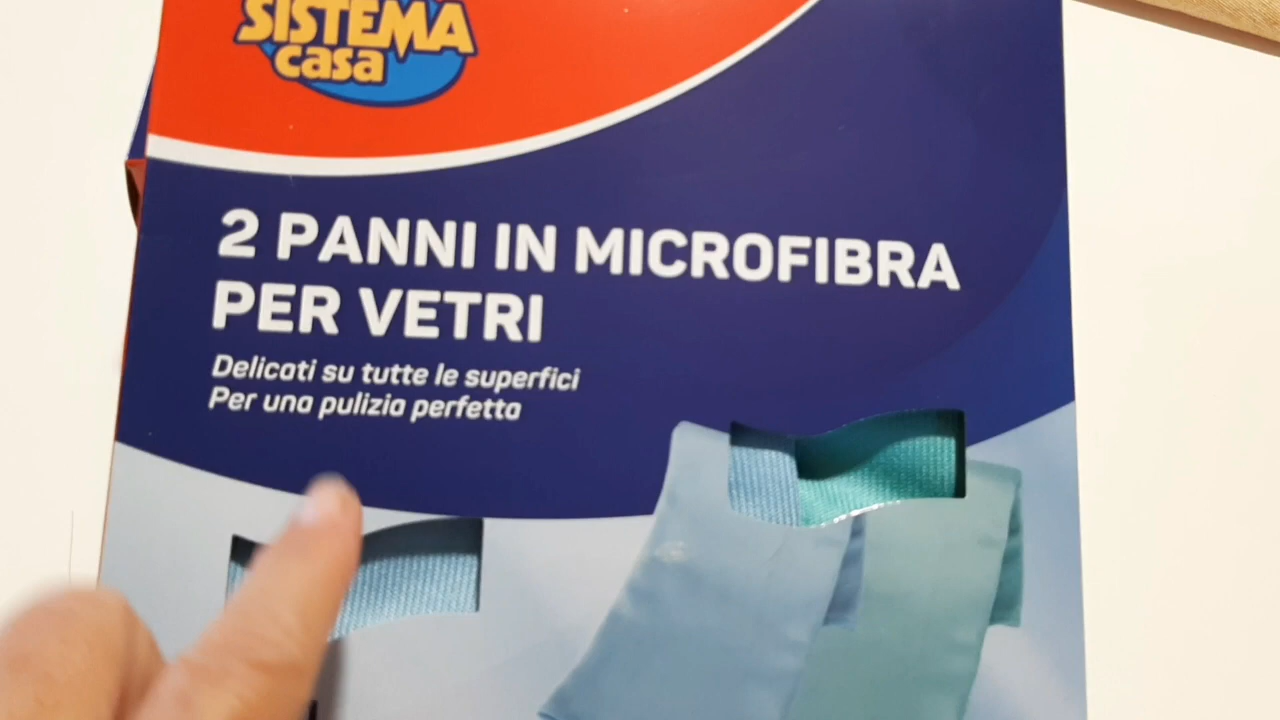 SISTEMA
casa
2 PANNI IN MICROFIBRA
PER VETRI
Delicati su tutte le superfici
Per una pulizia perfetta